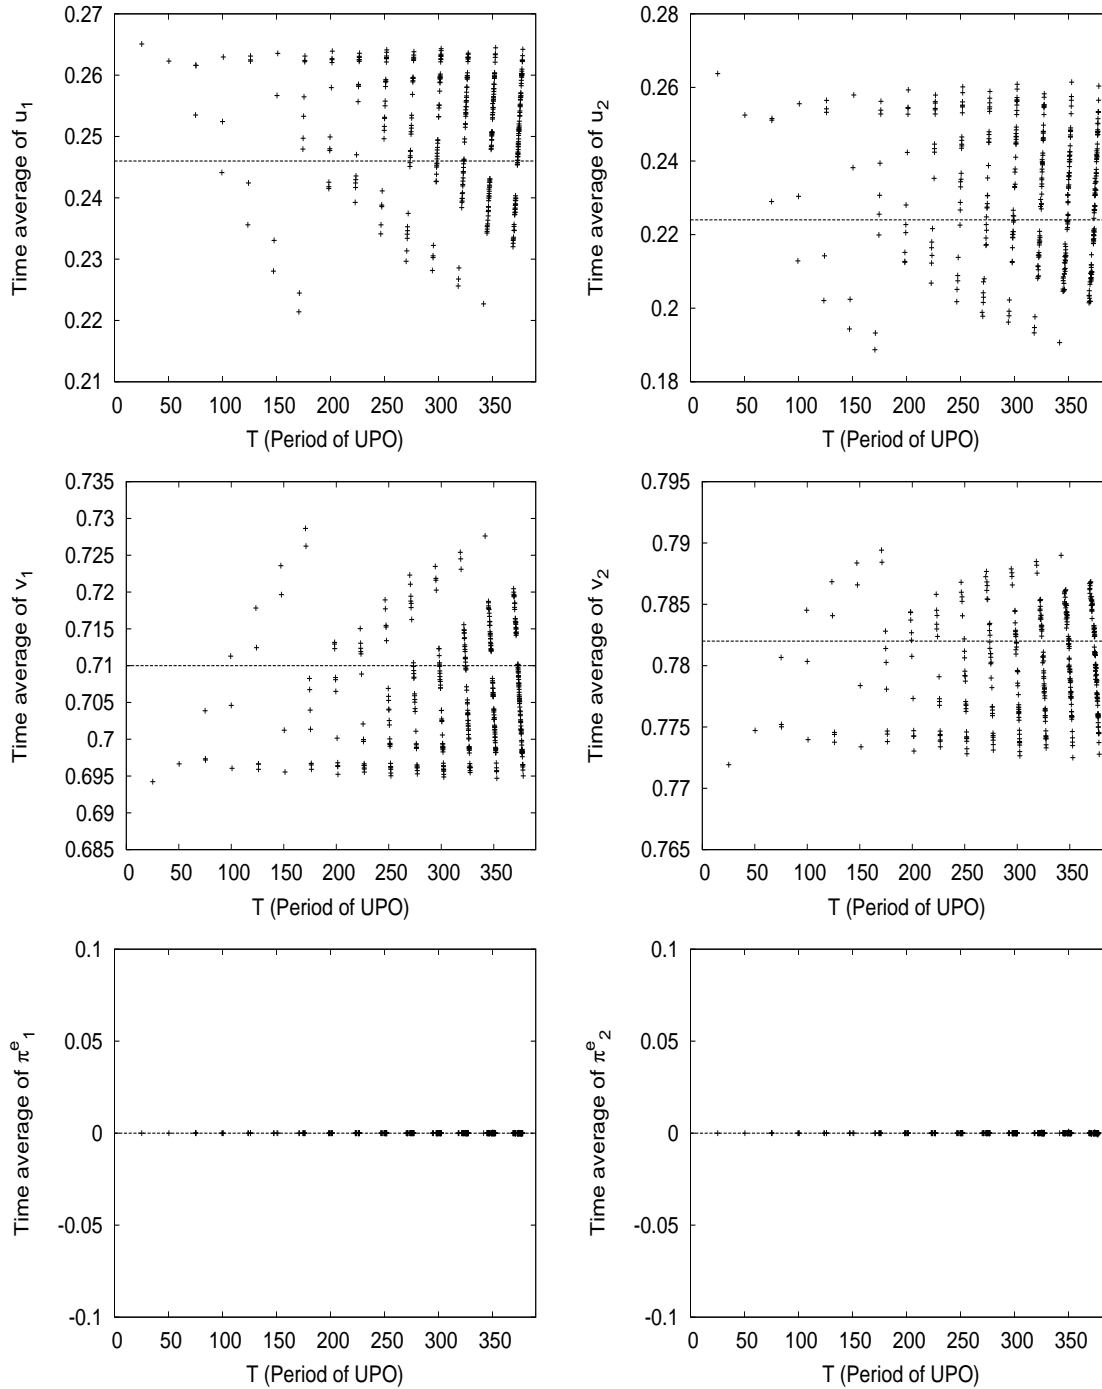 0.27
0.26
0.25
0.24
0.23
0.22
0.21
Time average of u1
0 50 100 150 200 250 300 350
T (Period of UPO)
0.28
0.26
0.24
0.22
0.2
0.18
Time average of u2
0 50 100 150 200 250 300 350
T (Period of UPO)
0.735
0.73
0.725
0.72
0.715
0.71
0.705
0.7
0.695
0.69
0.685
Time average of v1
0 50 100 150 200 250 300 350
T (Period of UPO)
0.795
0.79
0.785
0.78
0.775
0.77
0.765
Time average of v2
0 50 100 150 200 250 300 350
T (Period of UPO)
0.1
0.05
0
-0.05
-0.1
Time average of π^e_1
0 50 100 150 200 250 300 350
T (Period of UPO)
0.1
0.05
0
-0.05
-0.1
Time average of π^e_2
0 50 100 150 200 250 300 350
T (Period of UPO)